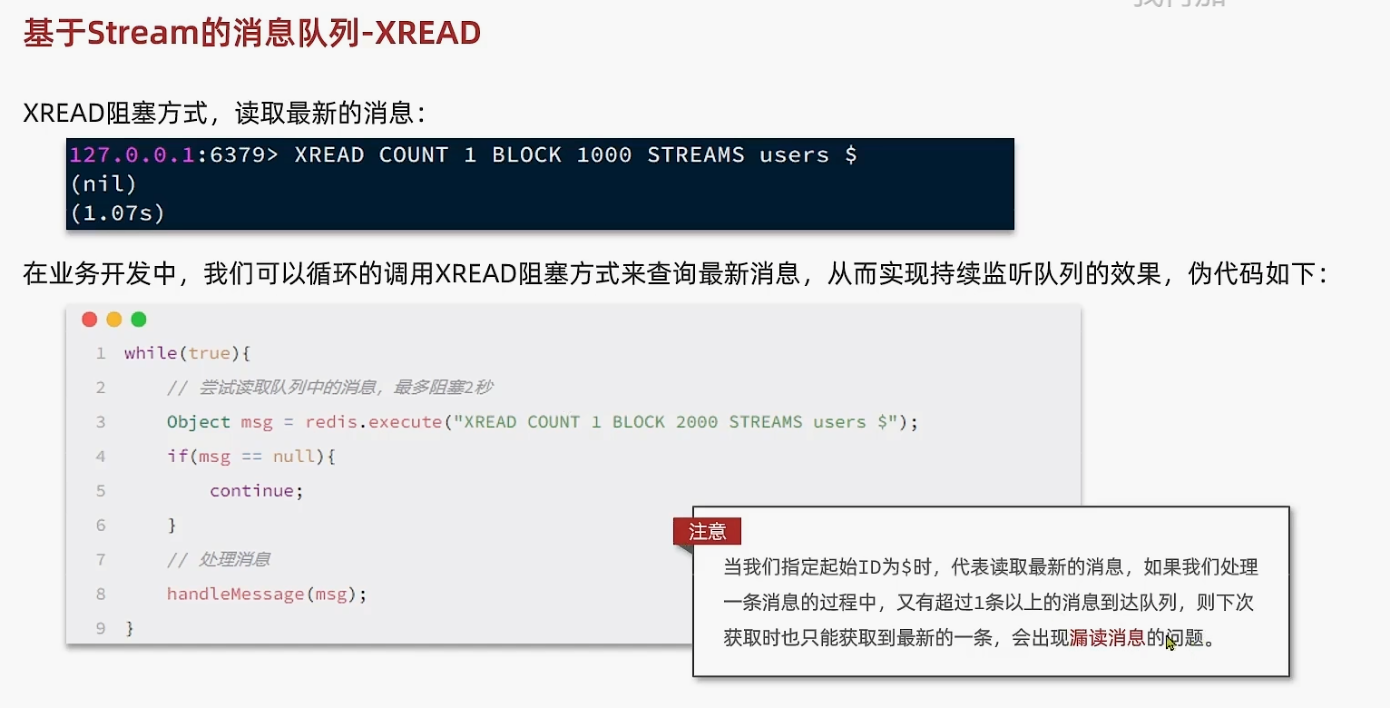 基于Stream的消息队列-XREAD
XREAD阻塞方式，读取最新的消息：
127.0.0.1:6379> XREAD COUNT 1 BLOCK 1000 STREAMS users $
(nil)
(1.07s)
在业务开发中，我们可以循环的调用XREAD阻塞方式来查询最新消息，从而实现持续监听队列的效果，伪代码如下：
1 while(true){
2 // 尝试读取队列中的消息，最多阻塞2秒
3 Object msg = redis.execute("XREAD COUNT 1 BLOCK 2000 STREAMS users $");
4 if(msg == null){
5 continue;
6 }
7 // 处理消息
8 handleMessage(msg);
9 }
注意
当我们指定起始ID为$时，代表读取最新的消息，如果我们处理
一条消息的过程中，又有超过1条以上的消息到达队列，则下次
获取时也只能获取到最新的一条，会出现漏读消息的问题。